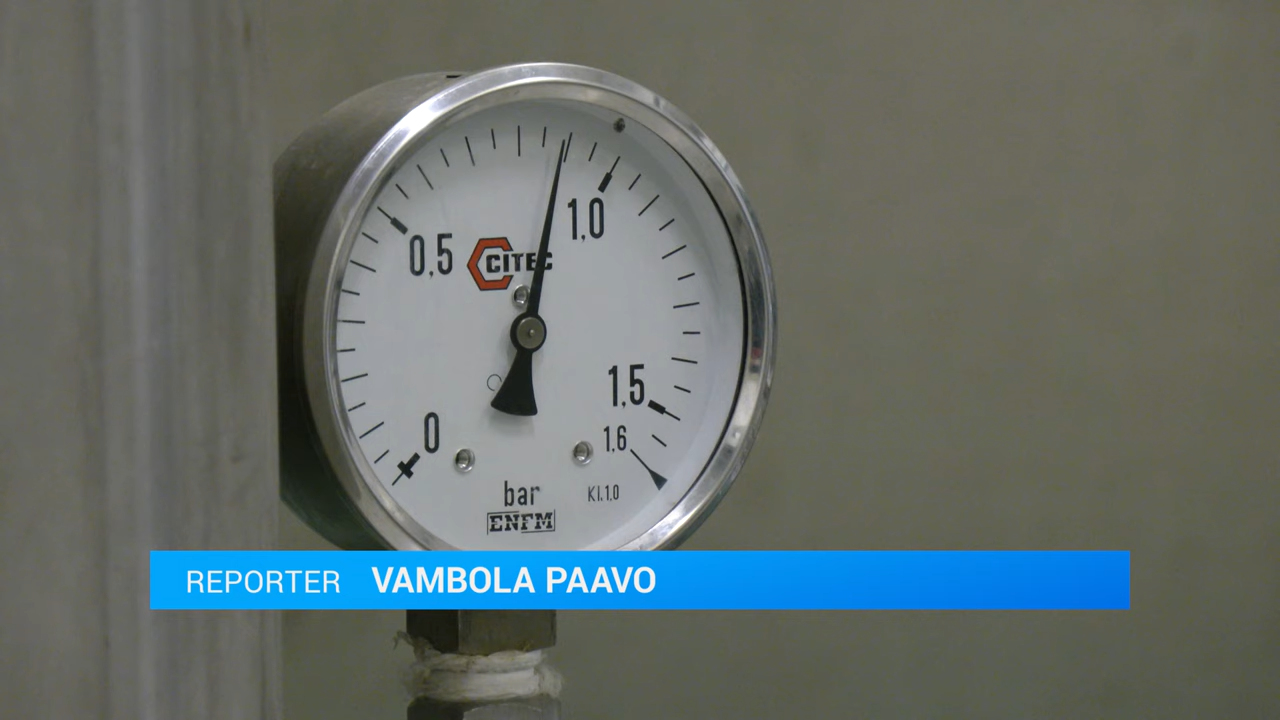 1,0
0,5
CITEC
1,5
0
1.6
bar
Kl.1,0
ENFM
REPORTER VAMBOLA PAAVO